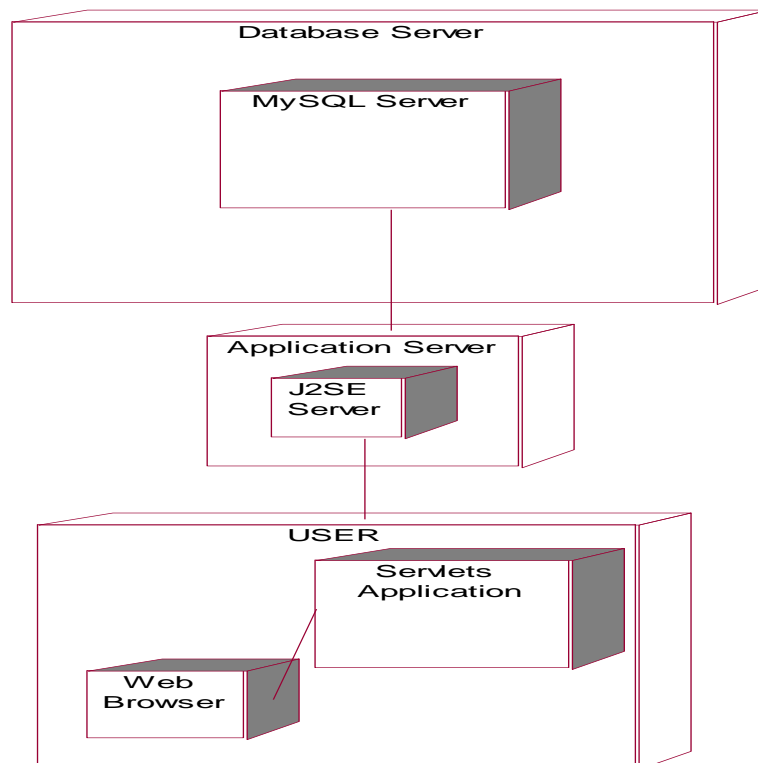 Database Server
MySQL Server
Application Server
J2SE
Server
USER
Servlets
Application
Web
Browser